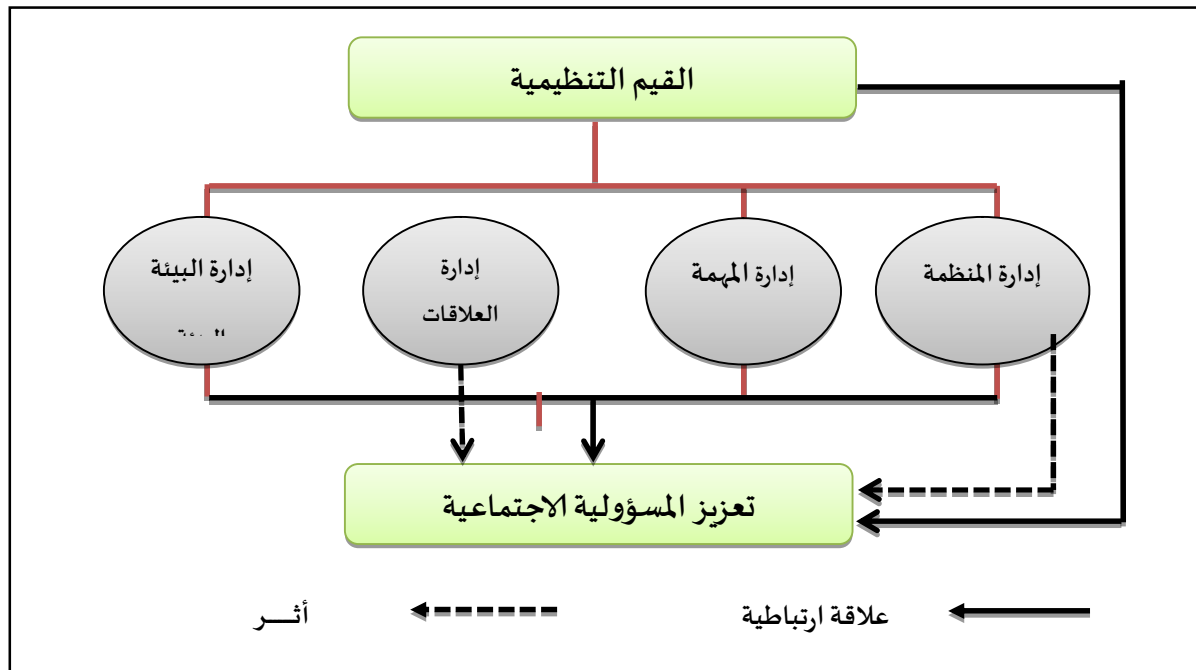 القيم التنظيمية
إدارة المنظمة
إدارة المهمة
إدارة
العلاقات
إدارة البيئة
تعزيز المسؤولية الاجتماعية
علاقة ارتباطية
أثـــر